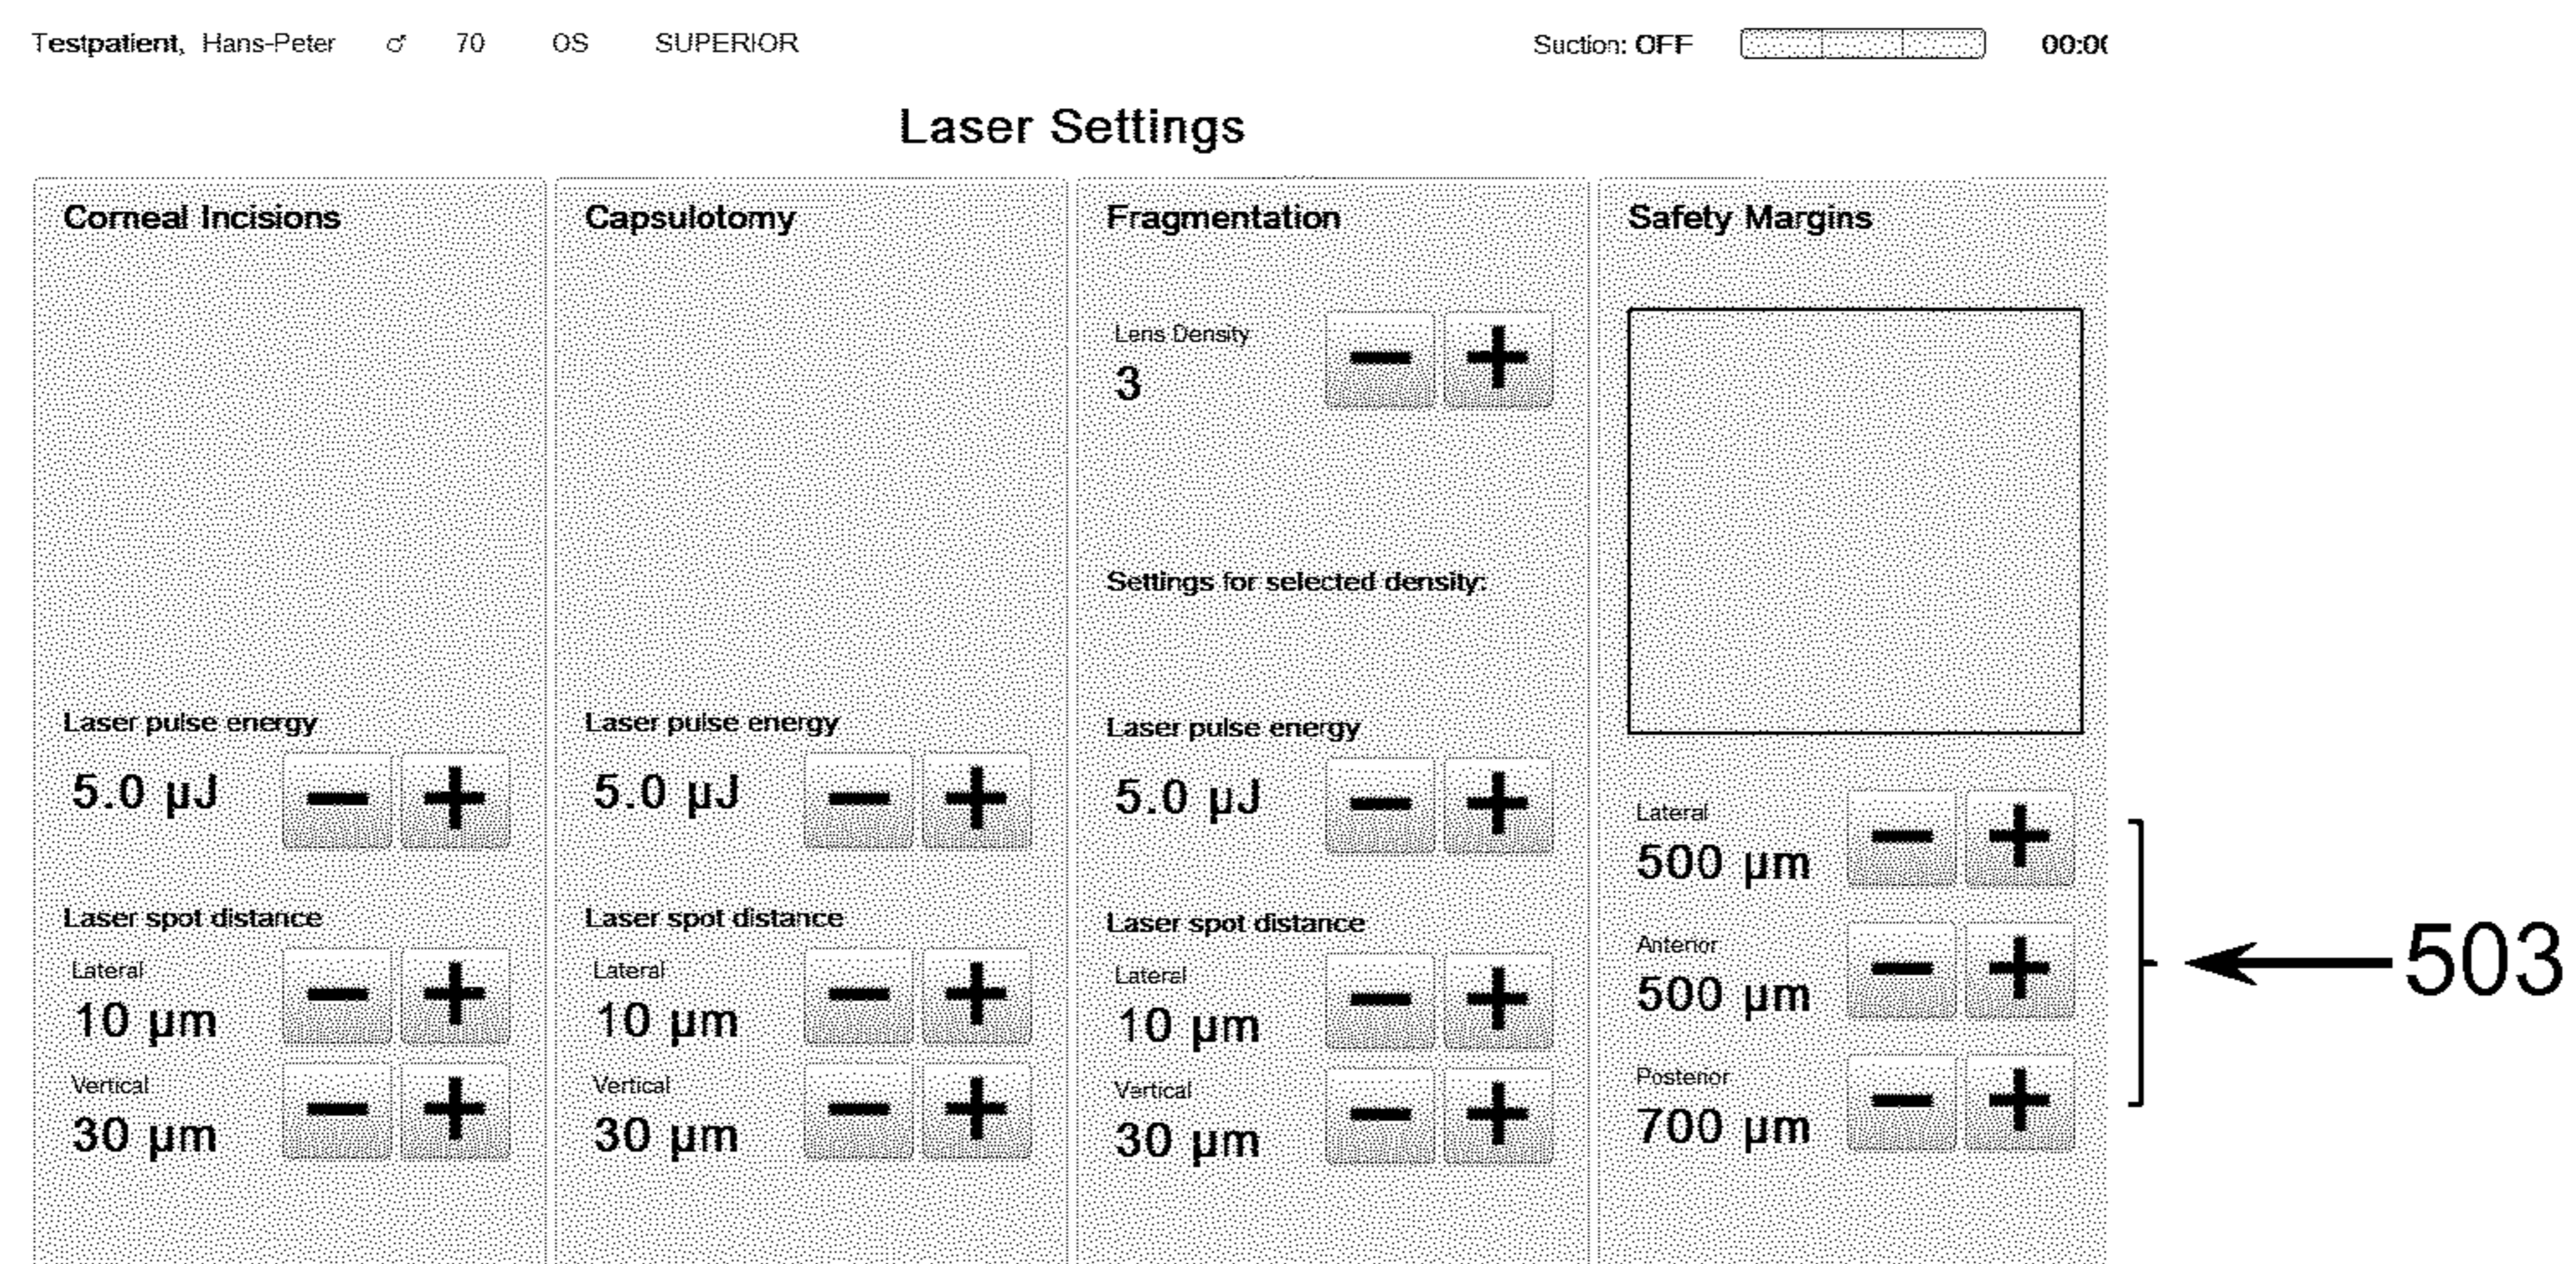 Testpatient, Hans-Peter ♂ 70 OS SUPERIOR Suction: OFF 00:00
Laser Settings
Corneal Incisions
Laser pulse energy
5.0 µJ
Laser spot distance
Lateral
10 µm
Vertical
30 µm
Capsulotomy
Laser pulse energy
5.0 µJ
Laser spot distance
Lateral
10 µm
Vertical
30 µm
Fragmentation
Lens Density
3
Settings for selected density:
Laser pulse energy
5.0 µJ
Laser spot distance
Lateral
10 µm
Vertical
30 µm
Safety Margins
Lateral
500 µm
Anterior
500 µm
Posterior
700 µm
503